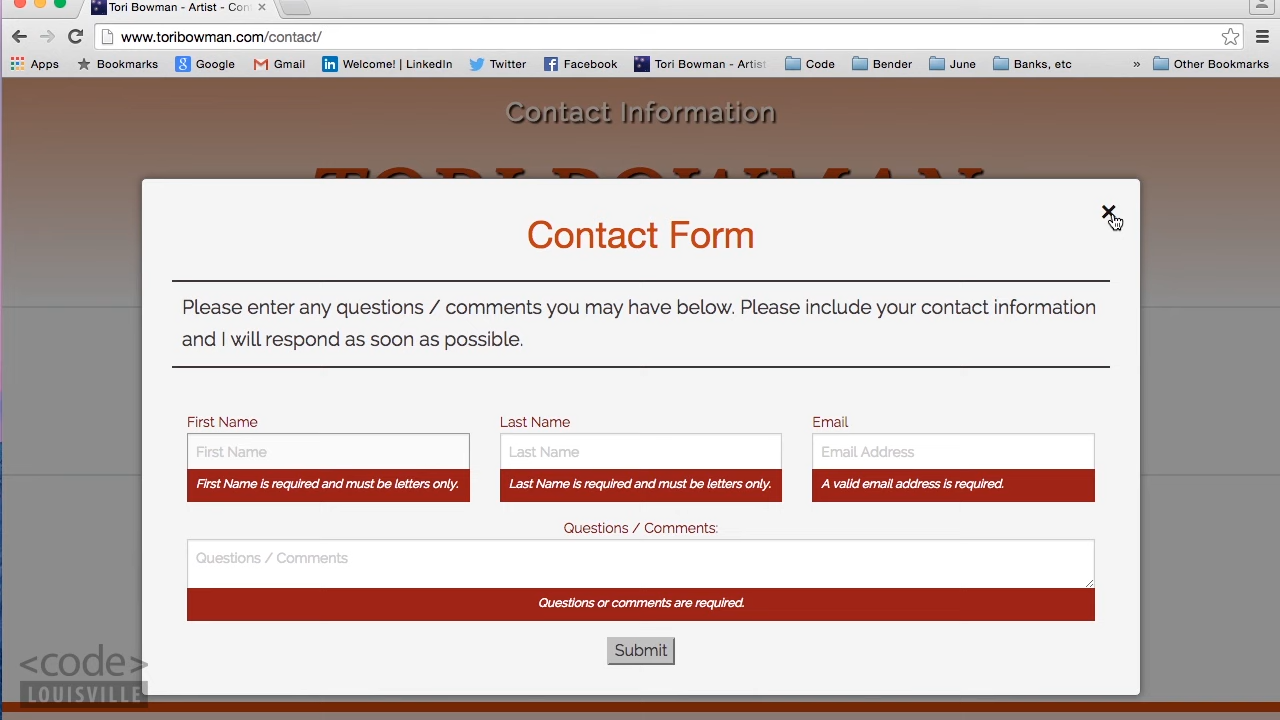 Tori Bowman - Artist - Con
www.toribowman.com/contact/
Apps Bookmarks Google Gmail Welcome! | LinkedIn Twitter Facebook Tori Bowman - Artist Code Bender June Banks, etc » Other Bookmarks
Contact Information
TORI BOWMAN
Contact Form
Please enter any questions / comments you may have below. Please include your contact information
and I will respond as soon as possible.
First Name Last Name Email
First Name Last Name Email Address
First Name is required and must be letters only. Last Name is required and must be letters only. A valid email address is required.
Questions / Comments:
Questions / Comments
Questions or comments are required.
Submit
<code>
LOUISVILLE